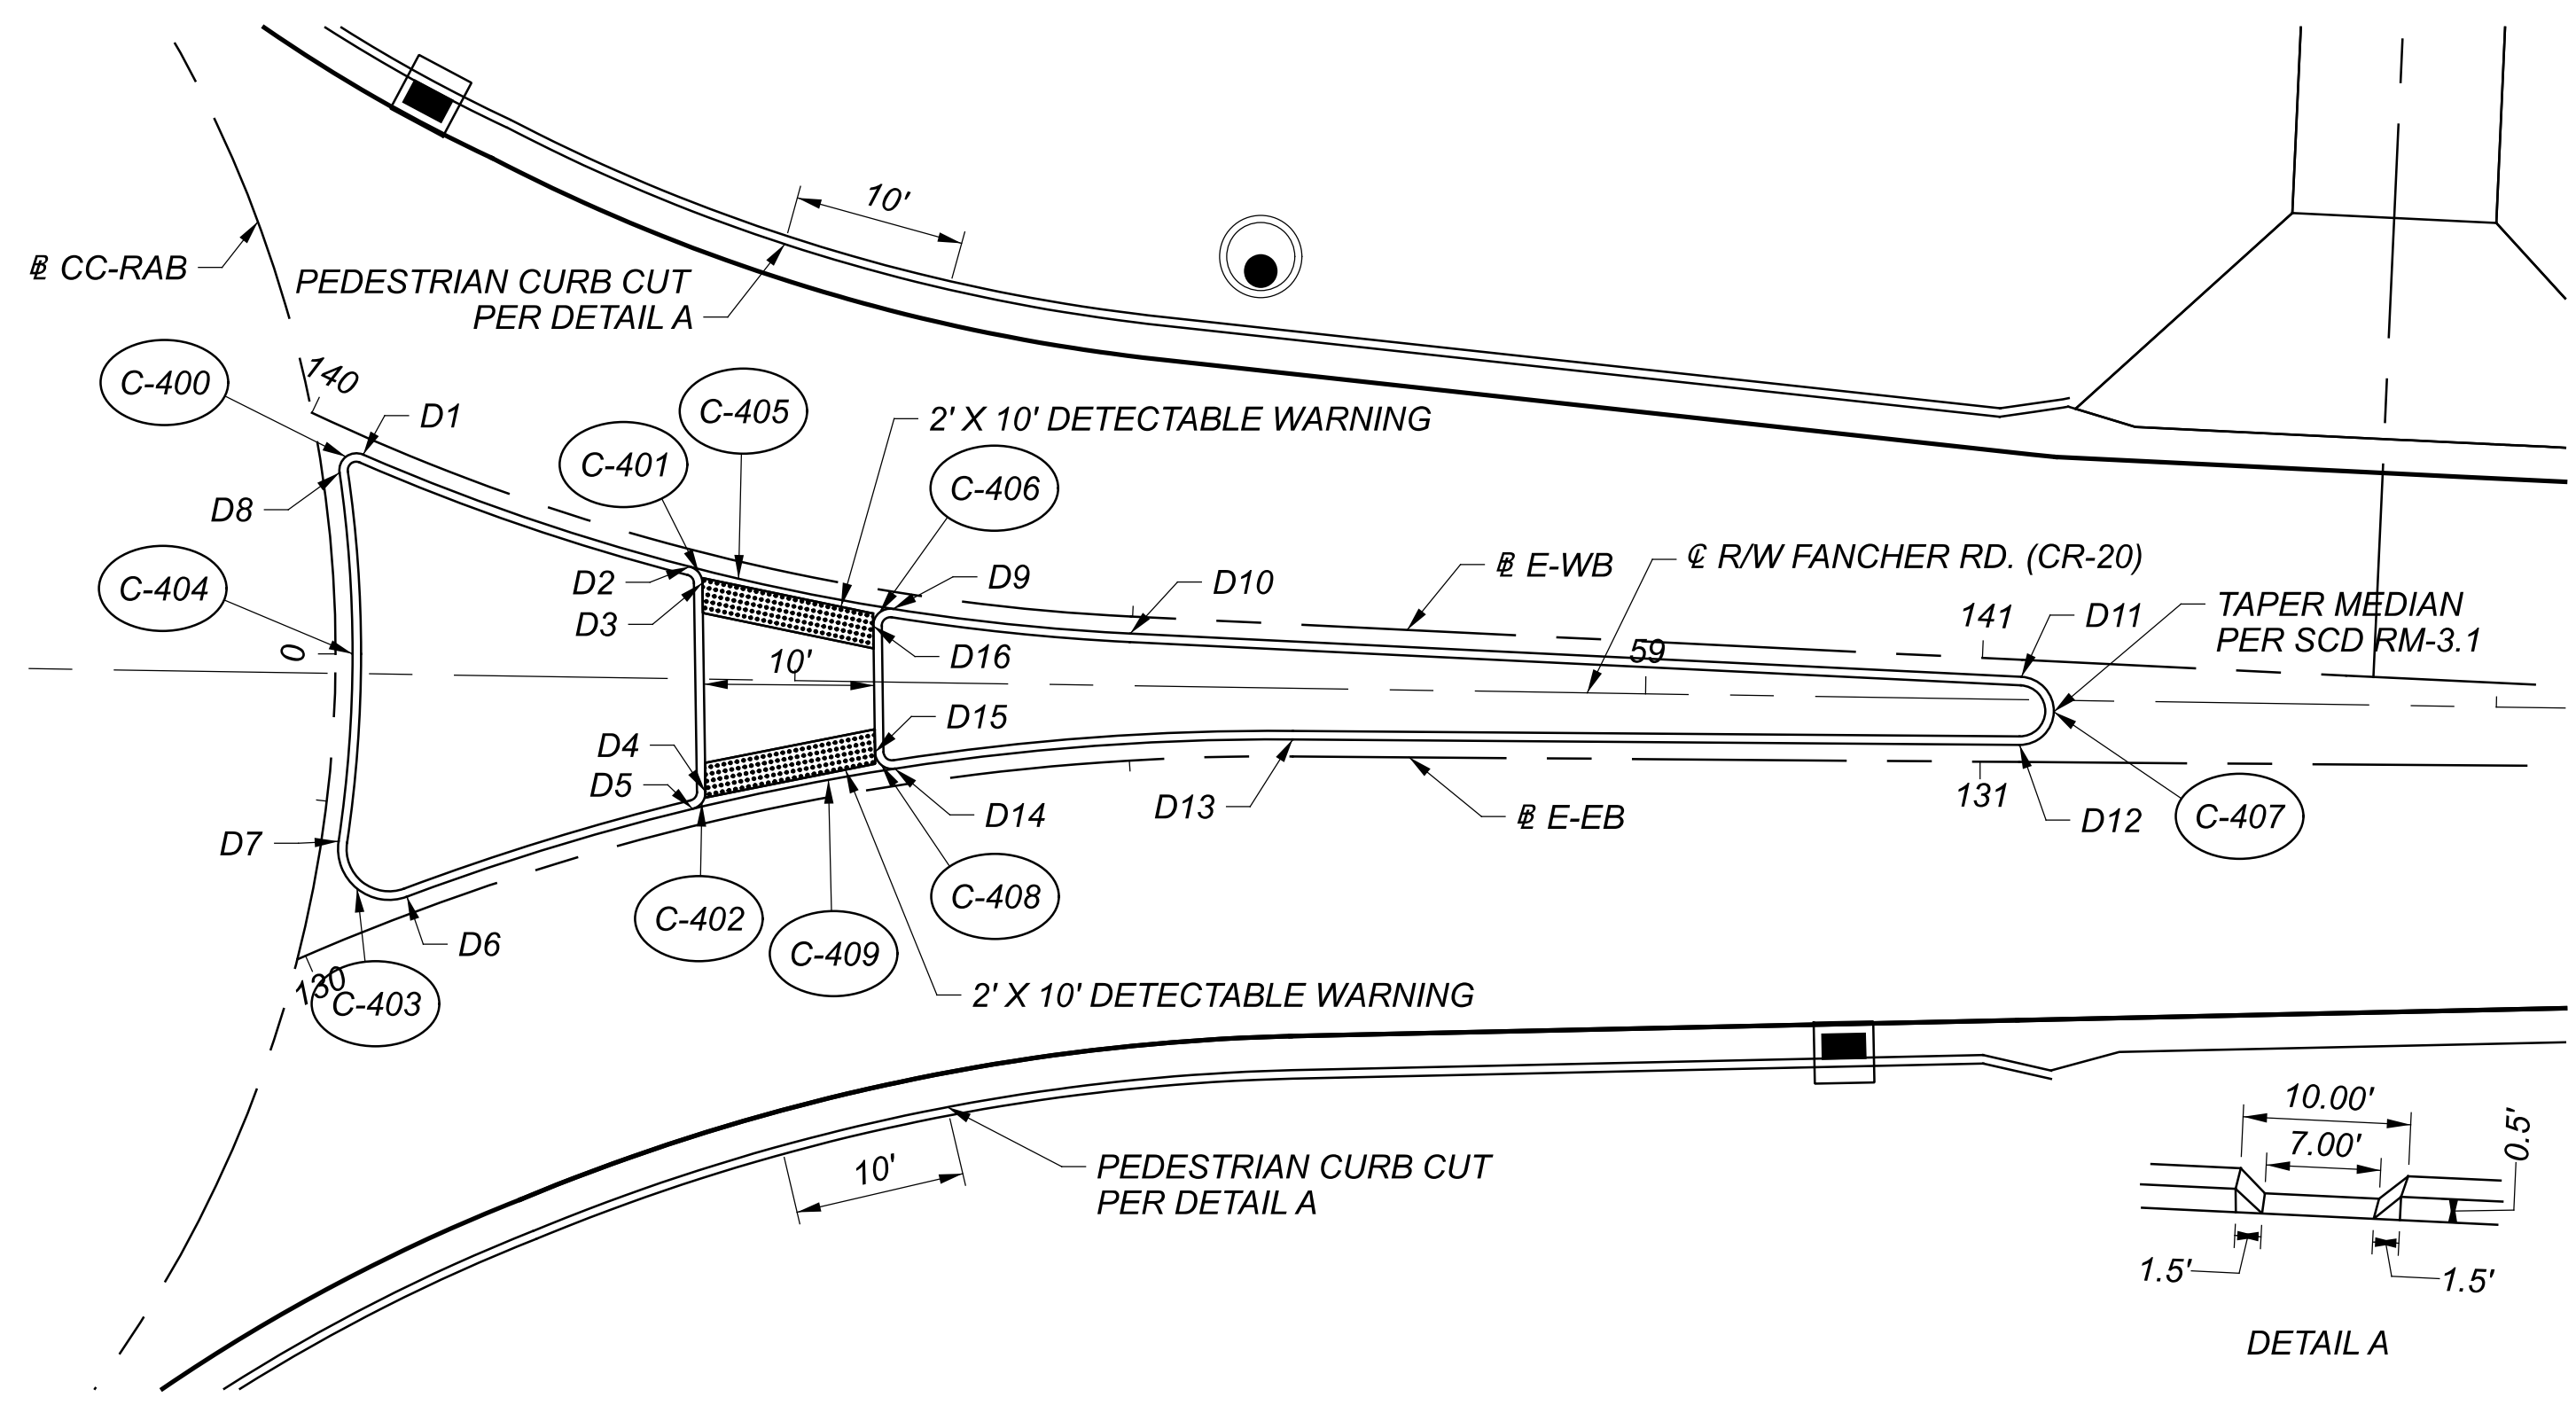 10'
℄ CC-RAB
PEDESTRIAN CURB CUT
PER DETAIL A
140
C-400
D1
C-405
2' X 10' DETECTABLE WARNING
C-401
C-406
D8
℄ R/W FANCHER RD. (CR-20)
℄ E-WB
D2
D9
D10
C-404
D3
141
D11
TAPER MEDIAN
PER SCD RM-3.1
0
10'
D16
59
D15
D4
D5
D14
D13
℄ E-EB
131
D12
C-407
D7
C-402
C-408
D6
C-409
130
C-403
2' X 10' DETECTABLE WARNING
10'
PEDESTRIAN CURB CUT
PER DETAIL A
10.00'
7.00'
0.5'
1.5'
1.5'
DETAIL A